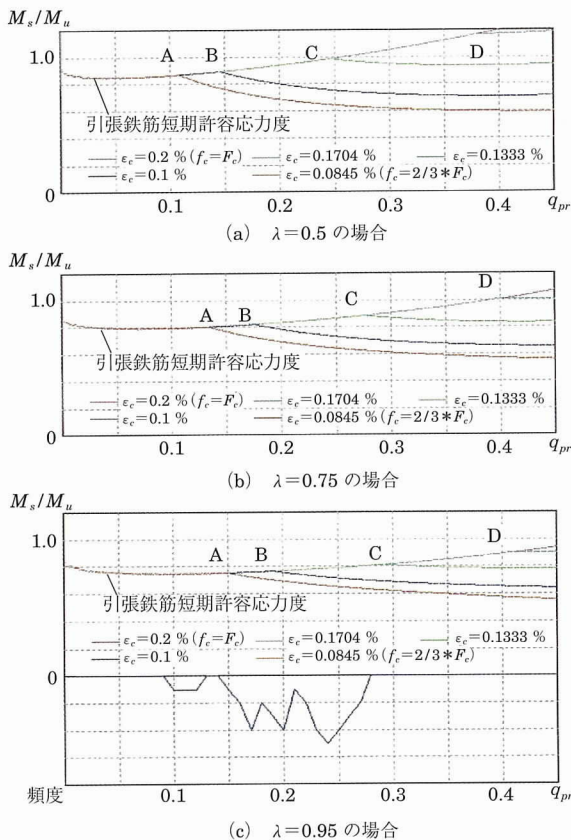 M_s/M_u
A B C D
1.0
引張鉄筋短期許容応力度
ε_c=0.2 %(f_c=F_c) ε_c=0.1704 % ε_c=0.1333 %
ε_c=0.1 % ε_c=0.0845 %(f_c=2/3*F_c)
0
0.1 0.2 0.3 0.4 q_pr
(a) λ=0.5 の場合
M_s/M_u
D
1.0
A B C
引張鉄筋短期許容応力度
ε_c=0.2 %(f_c=F_c) ε_c=0.1704 % ε_c=0.1333 %
ε_c=0.1 % ε_c=0.0845 %(f_c=2/3*F_c)
0
0.1 0.2 0.3 0.4 q_pr
(b) λ=0.75 の場合
M_s/M_u
1.0
A B C D
引張鉄筋短期許容応力度
ε_c=0.2 %(f_c=F_c) ε_c=0.1704 % ε_c=0.1333 %
ε_c=0.1 % ε_c=0.0845 %(f_c=2/3*F_c)
0
頻度 0.1 0.2 0.3 0.4 q_pr
(c) λ=0.95 の場合